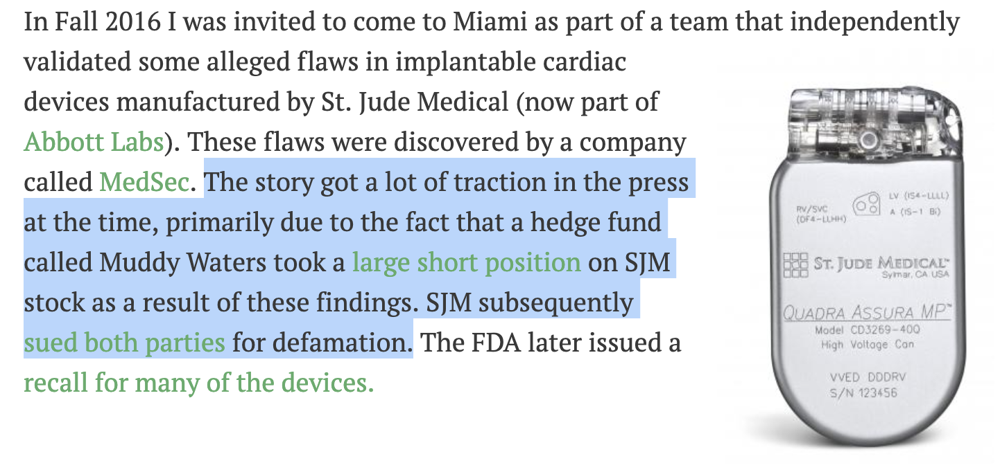 In Fall 2016 I was invited to come to Miami as part of a team that independently
validated some alleged flaws in implantable cardiac
devices manufactured by St. Jude Medical (now part of
Abbott Labs). These flaws were discovered by a company
called MedSec. The story got a lot of traction in the press
at the time, primarily due to the fact that a hedge fund
called Muddy Waters took a large short position on SJM
stock as a result of these findings. SJM subsequently
sued both parties for defamation. The FDA later issued a
recall for many of the devices.
RV/SVC
(DF4-LLHH)
LV (IS4-LLLL)
A (IS-1 Bi)
ST. JUDE MEDICAL™
Sylmar, CA USA
QUADRA ASSURA MP™
Model CD3269-40Q
High Voltage Can
VVED DDDRV
S/N 123456